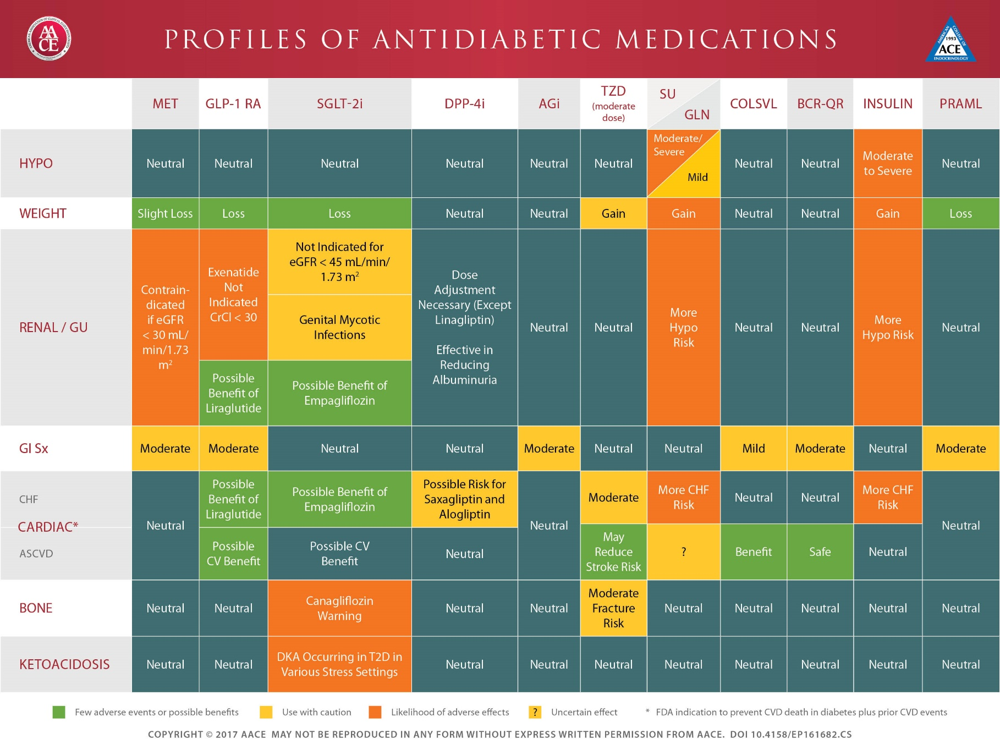 AMERICAN ASSOCIATION OF CLINICAL ENDOCRINOLOGISTS
AA
CE
PROFILES OF ANTIDIABETIC MEDICATIONS
AMERICAN COLLEGE OF
1993
ACE
ENDOCRINOLOGY
MET
GLP-1 RA
SGLT-2i
DPP-4i
AGi
TZD
(moderate
dose)
SU
GLN
COLSVL
BCR-QR
INSULIN
PRAML
HYPO
Neutral
Neutral
Neutral
Neutral
Neutral
Neutral
Moderate/
Severe
Mild
Neutral
Neutral
Moderate
to Severe
Neutral
WEIGHT
Slight Loss
Loss
Loss
Neutral
Neutral
Gain
Gain
Neutral
Neutral
Gain
Loss
RENAL / GU
Contrain-
dicated
if eGFR
< 30 mL/
min/1.73
m²
Exenatide
Not
Indicated
CrCl < 30
Possible
Benefit of
Liraglutide
Not Indicated for
eGFR < 45 mL/min/
1.73 m²
Genital Mycotic
Infections
Possible Benefit of
Empagliflozin
Dose
Adjustment
Necessary (Except
Linagliptin)
Effective in
Reducing
Albuminuria
Neutral
Neutral
More
Hypo
Risk
Neutral
Neutral
More
Hypo Risk
Neutral
GI Sx
Moderate
Moderate
Neutral
Neutral
Moderate
Neutral
Neutral
Mild
Moderate
Neutral
Moderate
CHF
CARDIAC*
ASCVD
Neutral
Possible
Benefit of
Liraglutide
Possible
CV Benefit
Possible Benefit of
Empagliflozin
Possible CV
Benefit
Possible Risk for
Saxagliptin and
Alogliptin
Neutral
Neutral
Moderate
May
Reduce
Stroke Risk
More CHF
Risk
?
Neutral
Benefit
Neutral
Safe
More CHF
Risk
Neutral
Neutral
BONE
Neutral
Neutral
Canagliflozin
Warning
Neutral
Neutral
Moderate
Fracture
Risk
Neutral
Neutral
Neutral
Neutral
Neutral
KETOACIDOSIS
Neutral
Neutral
DKA Occurring in T2D in
Various Stress Settings
Neutral
Neutral
Neutral
Neutral
Neutral
Neutral
Neutral
Neutral
Few adverse events or possible benefits
Use with caution
Likelihood of adverse effects
? Uncertain effect
* FDA indication to prevent CVD death in diabetes plus prior CVD events
COPYRIGHT © 2017 AACE MAY NOT BE REPRODUCED IN ANY FORM WITHOUT EXPRESS WRITTEN PERMISSION FROM AACE. DOI 10.4158/EP161682.CS